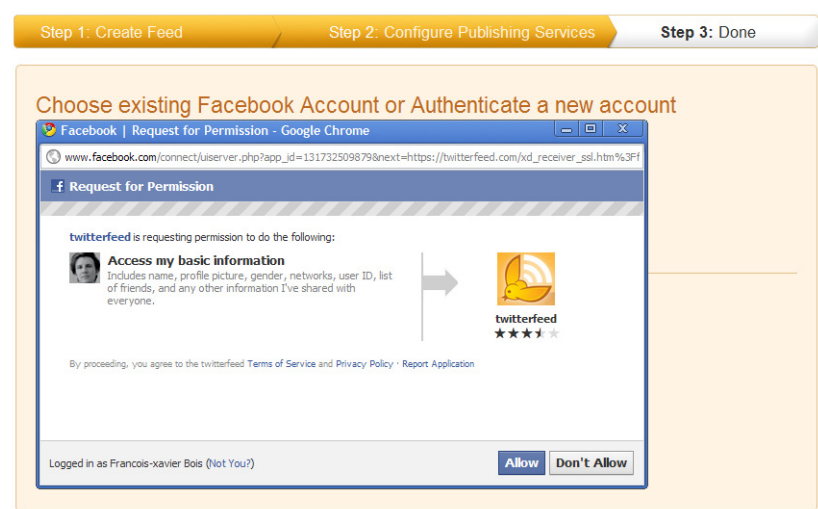 Step 1: Create Feed
Step 2: Configure Publishing Services
Step 3: Done
Choose existing Facebook Account or Authenticate a new account
Facebook | Request for Permission - Google Chrome
www.facebook.com/connect/uiserver.php?app_id=131732509879&next=https://twitterfeed.com/xd_receiver_ssl.htm%3Ff
f Request for Permission
twitterfeed is requesting permission to do the following:
Access my basic information
Includes name, profile picture, gender, networks, user ID, list
of friends, and any other information I've shared with
everyone.
twitterfeed
By proceeding, you agree to the twitterfeed Terms of Service and Privacy Policy · Report Application
Logged in as Francois-xavier Bois (Not You?)
Allow
Don't Allow